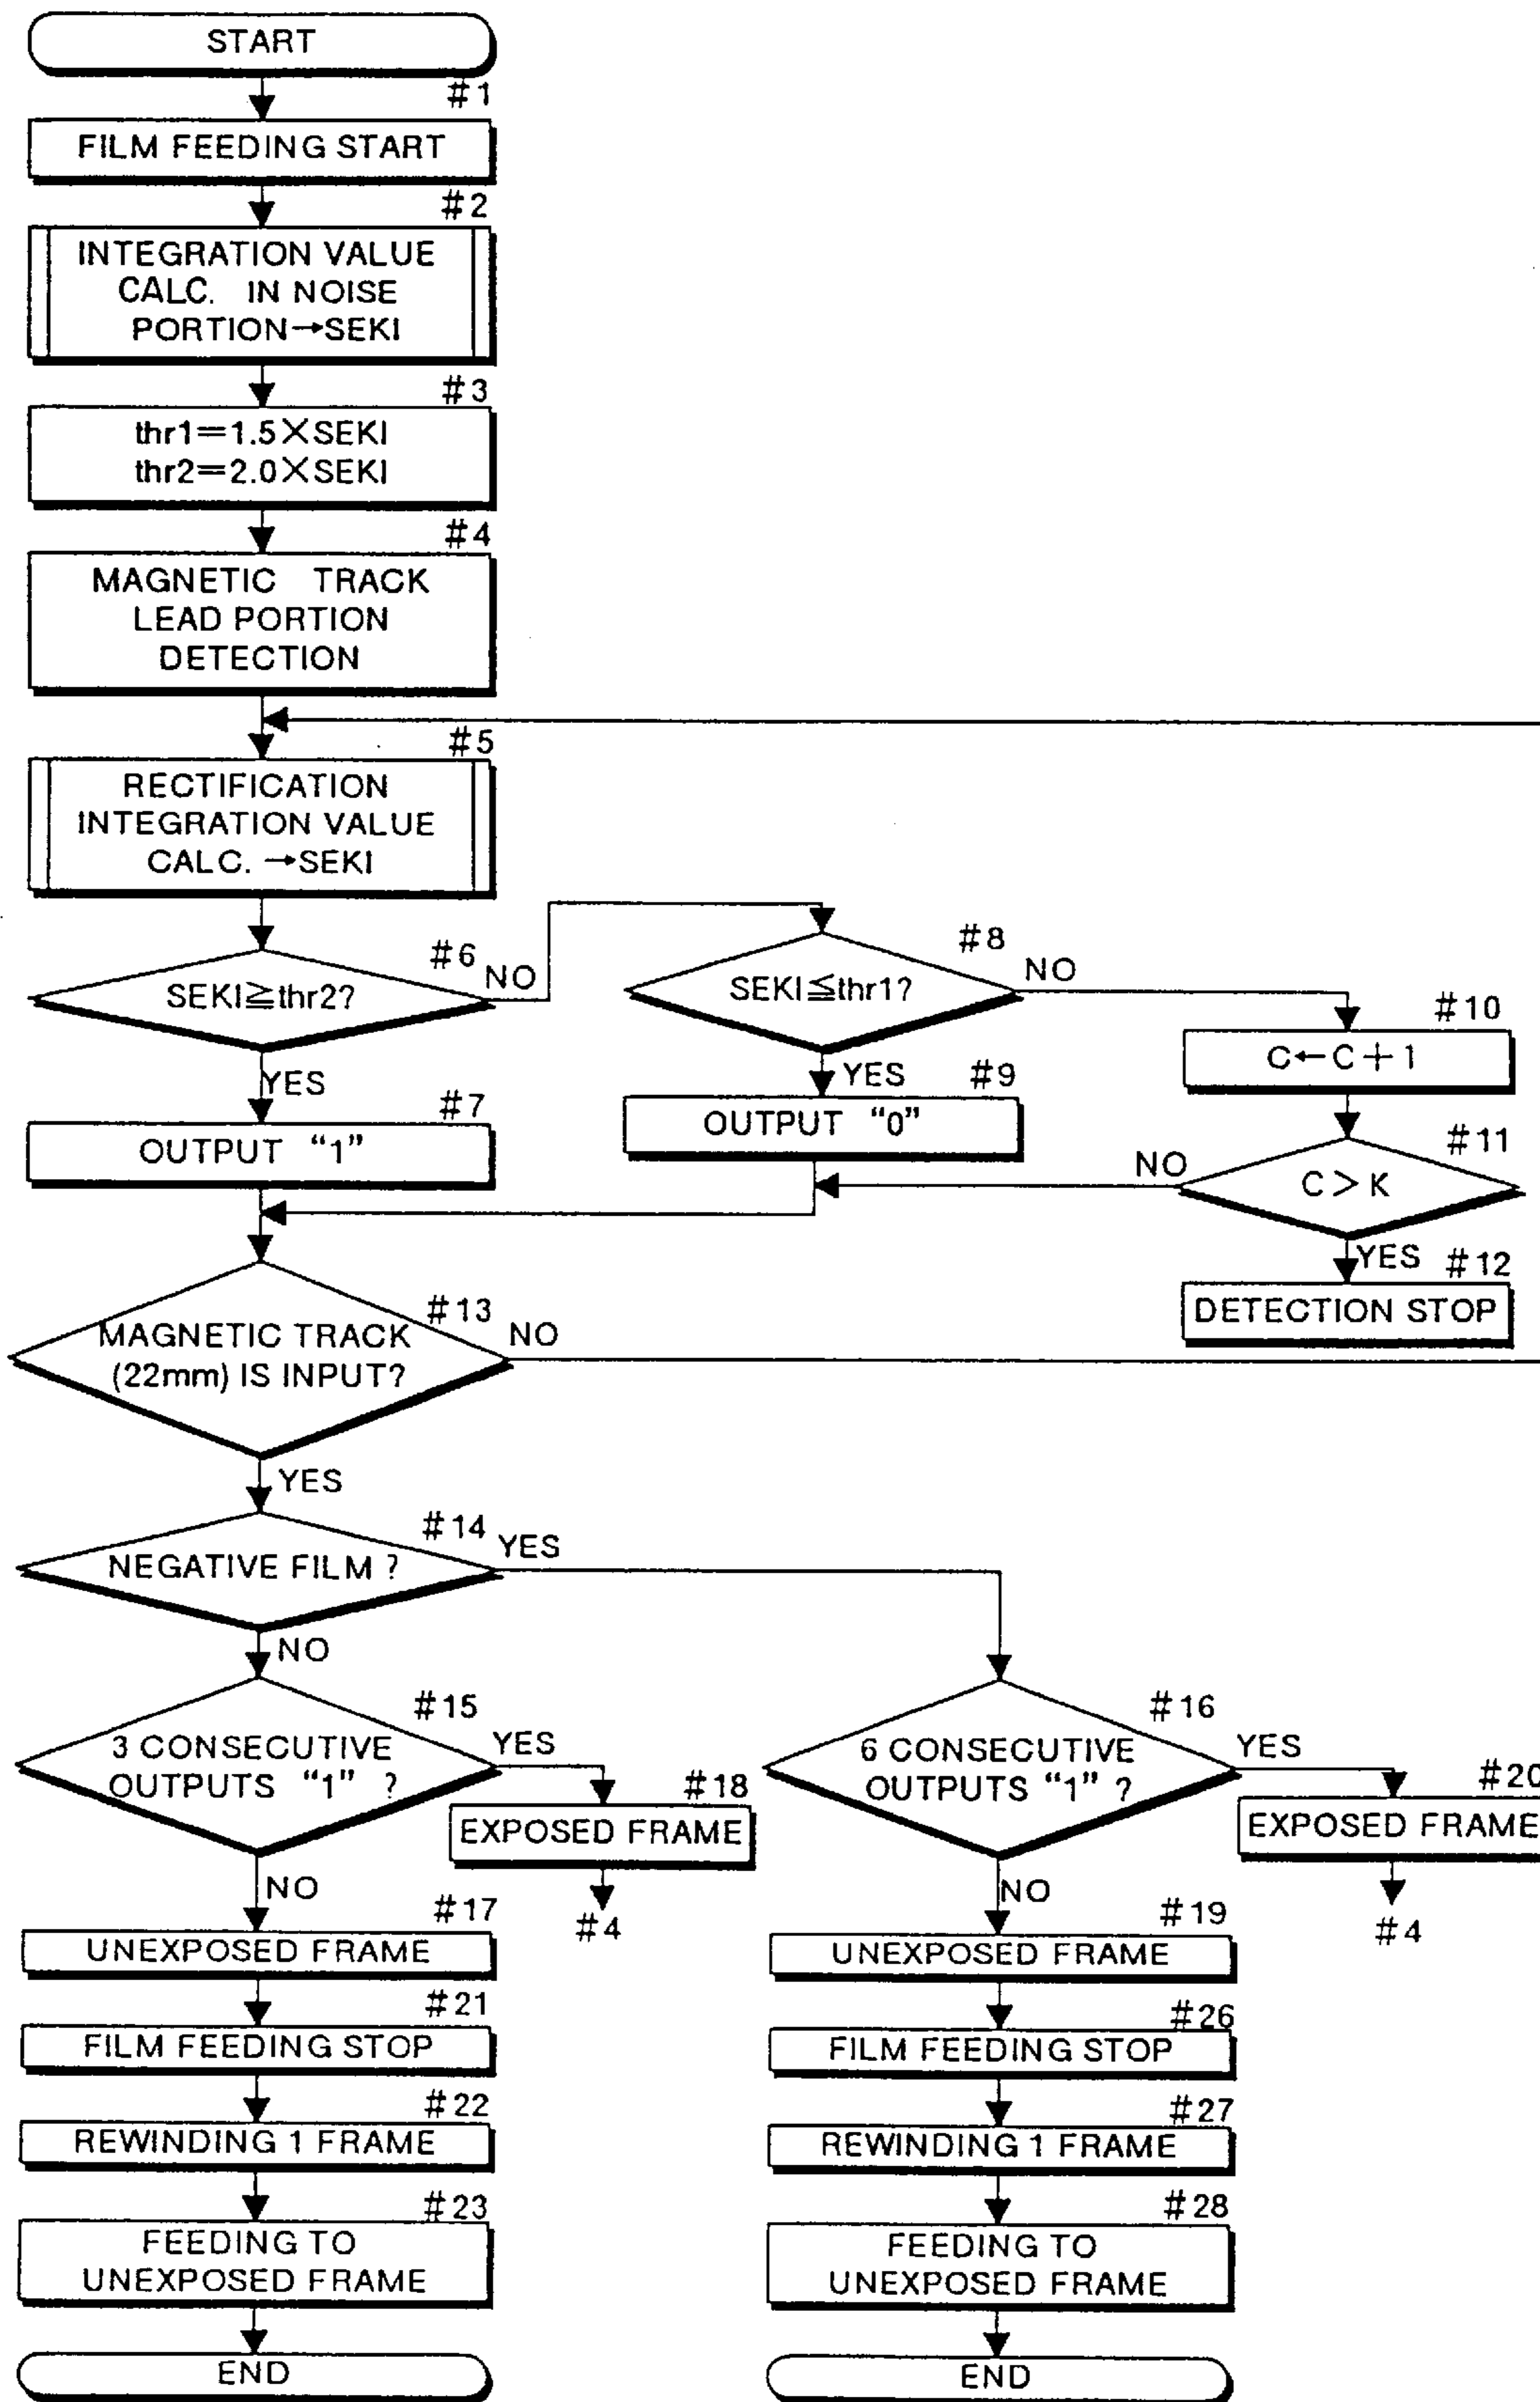 START
#1
FILM FEEDING START
#2
INTEGRATION VALUE
CALC. IN NOISE
PORTION→SEKI
#3
thr1=1.5×SEKI
thr2=2.0×SEKI
#4
MAGNETIC TRACK
LEAD PORTION
DETECTION
#5
RECTIFICATION
INTEGRATION VALUE
CALC. →SEKI
#6
SEKI≧thr2?
NO
YES
#7
OUTPUT “1”
#8
SEKI≦thr1?
NO
YES
#9
OUTPUT “0”
#10
C←C+1
#11
C>K
NO
YES
#12
DETECTION STOP
#13
MAGNETIC TRACK
(22mm) IS INPUT?
NO
YES
#14
NEGATIVE FILM ?
YES
NO
#15
3 CONSECUTIVE
OUTPUTS “1” ?
YES
#18
EXPOSED FRAME
#4
NO
#16
6 CONSECUTIVE
OUTPUTS “1” ?
YES
#20
EXPOSED FRAME
#4
NO
#17
UNEXPOSED FRAME
#21
FILM FEEDING STOP
#22
REWINDING 1 FRAME
#23
FEEDING TO
UNEXPOSED FRAME
END
#19
UNEXPOSED FRAME
#26
FILM FEEDING STOP
#27
REWINDING 1 FRAME
#28
FEEDING TO
UNEXPOSED FRAME
END